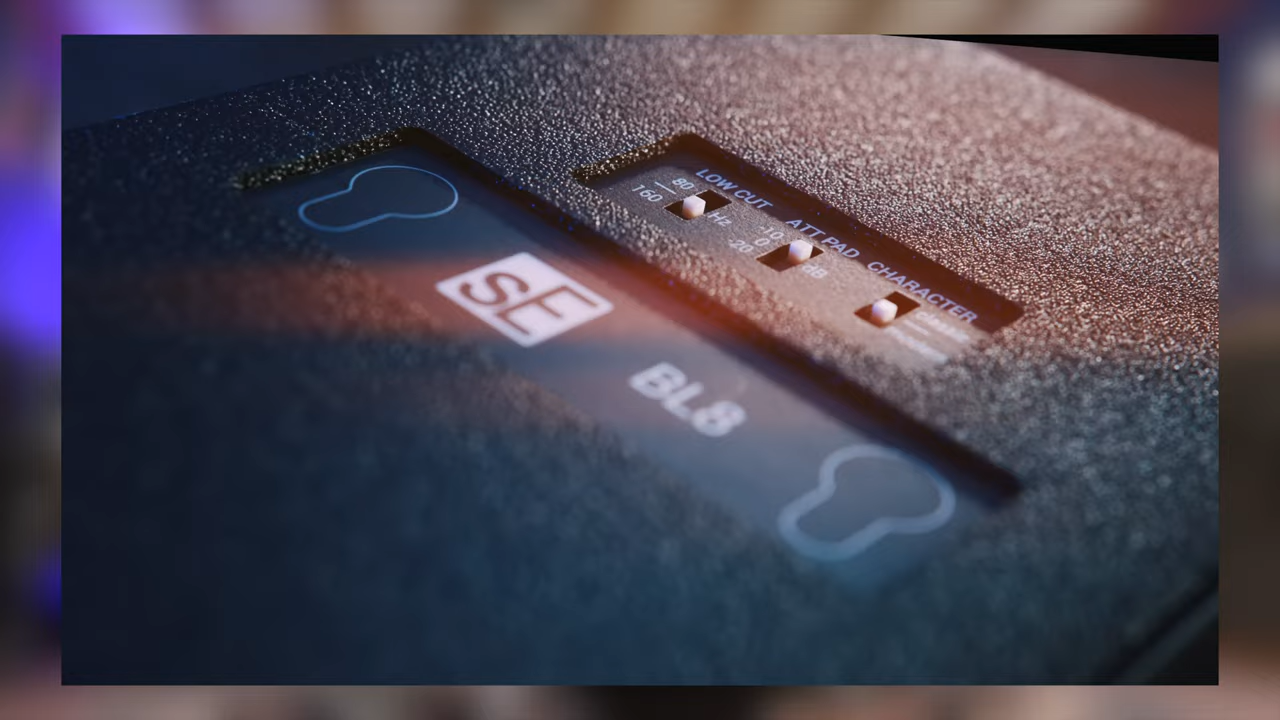 LOW CUT
80
160
Hz
ATT PAD
-10
0
-20
dB
CHARACTER
sE
BL8